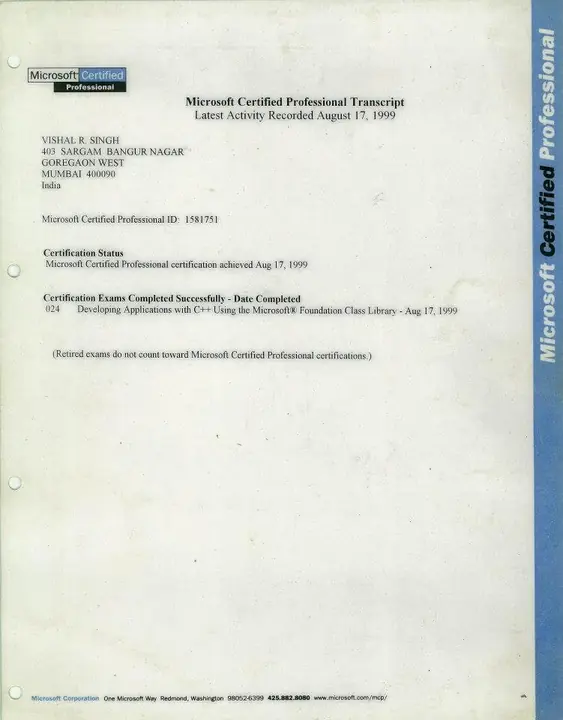 Microsoft Certified
Professional
Microsoft Certified Professional Transcript
Latest Activity Recorded August 17, 1999
VISHAL R. SINGH
403 SARGAM BANGUR NAGAR
GOREGAON WEST
MUMBAI 400090
India
Microsoft Certified Professional ID: 1581751
Certification Status
Microsoft Certified Professional certification achieved Aug 17, 1999
Certification Exams Completed Successfully - Date Completed
024 Developing Applications with C++ Using the Microsoft® Foundation Class Library - Aug 17, 1999
(Retired exams do not count toward Microsoft Certified Professional certifications.)
Microsoft Corporation One Microsoft Way Redmond, Washington 98052-6399 425.882.8080 www.microsoft.com/mcp/
Microsoft Certified Professional